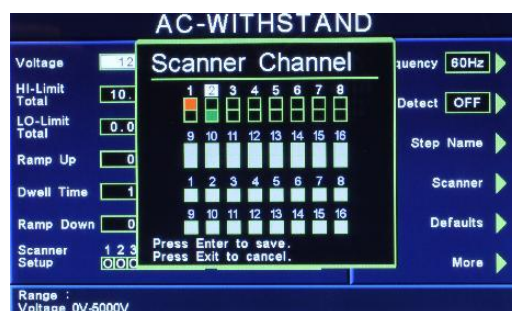 AC-WITHSTAND
Voltage 12
HI-Limit
Total 10.
LO-Limit
Total 0.0
Ramp Up 0
Dwell Time 1
Ramp Down 0
Scanner
Setup 1 2 3
Scanner Channel
1 2 3 4 5 6 7 8
9 10 11 12 13 14 15 16
1 2 3 4 5 6 7 8
9 10 11 12 13 14 15 16
Press Enter to save.
Press Exit to cancel.
quency 60Hz
Detect OFF
Step Name
Scanner
Defaults
More
Range :
Voltage 0V-5000V